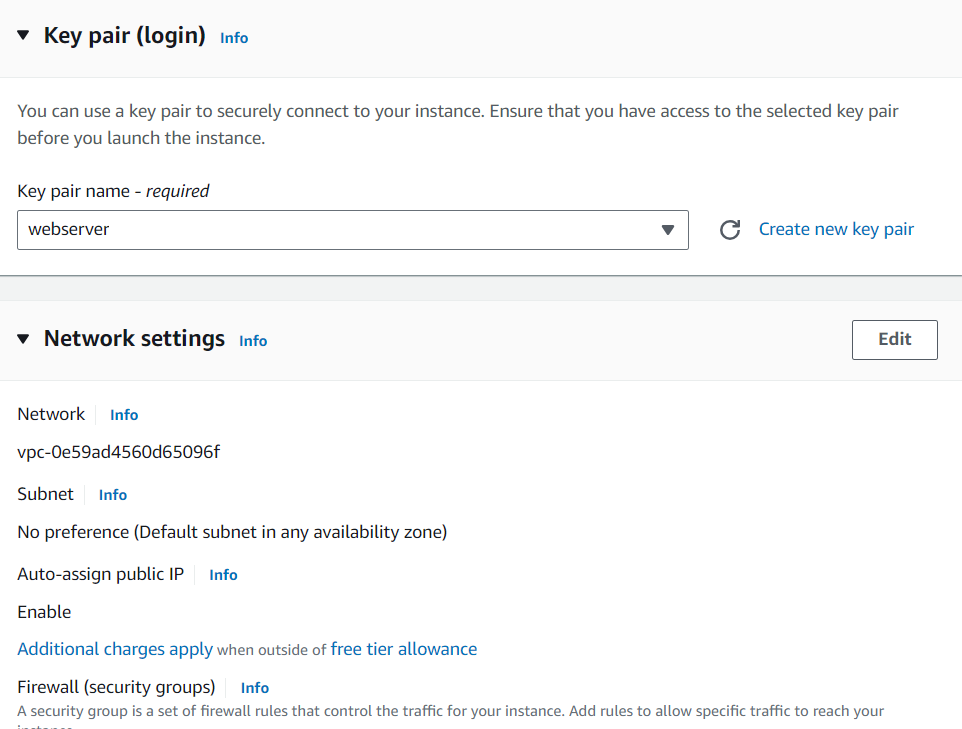 Key pair (login) Info
You can use a key pair to securely connect to your instance. Ensure that you have access to the selected key pair
before you launch the instance.
Key pair name - required
webserver
Create new key pair
Network settings Info
Edit
Network Info
vpc-0e59ad4560d65096f
Subnet Info
No preference (Default subnet in any availability zone)
Auto-assign public IP Info
Enable
Additional charges apply when outside of free tier allowance
Firewall (security groups) Info
A security group is a set of firewall rules that control the traffic for your instance. Add rules to allow specific traffic to reach your